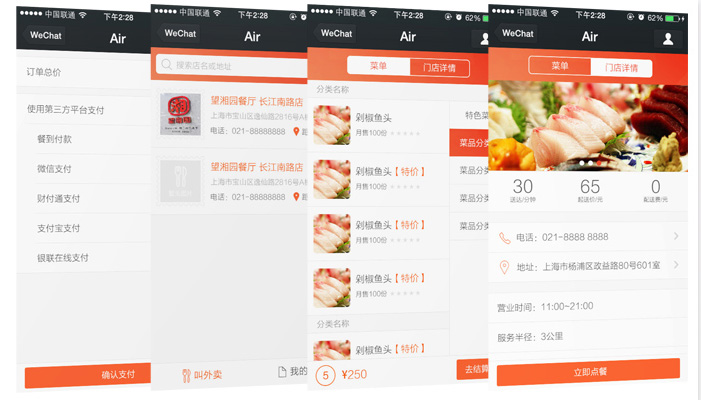 中国联通 下午2:28
WeChat Air
订单总价
使用第三方平台支付
餐到付款
微信支付
财付通支付
支付宝支付
银联在线支付
确认支付
中国联通 下午2:28
WeChat Air
搜索店名或地址
望湘园餐厅 长江南路店
上海市宝山区逸仙路2816号A栋
电话：021-88888888
望湘园餐厅 长江南路店
上海市宝山区逸仙路2816号A栋
电话：021-88888888
叫外卖 我的
中国联通 下午2:28 62%
WeChat Air
菜单 门店详情
分类名称
剁椒鱼头
月售100份
剁椒鱼头【特价】
月售100份
剁椒鱼头【特价】
月售100份
剁椒鱼头【特价】
月售100份
分类名称
剁椒鱼头【特价】
特色菜
菜品分类
菜品分类
菜品分类
菜品分类
5 ¥250 去结算
中国联通 下午2:28 62%
WeChat Air
菜单 门店详情
30 65 0
送达/分钟 起送价/元 配送费/元
电话：021-8888 8888
地址：上海市杨浦区政益路80号601室
营业时间：11:00~21:00
服务半径：3公里
立即点餐